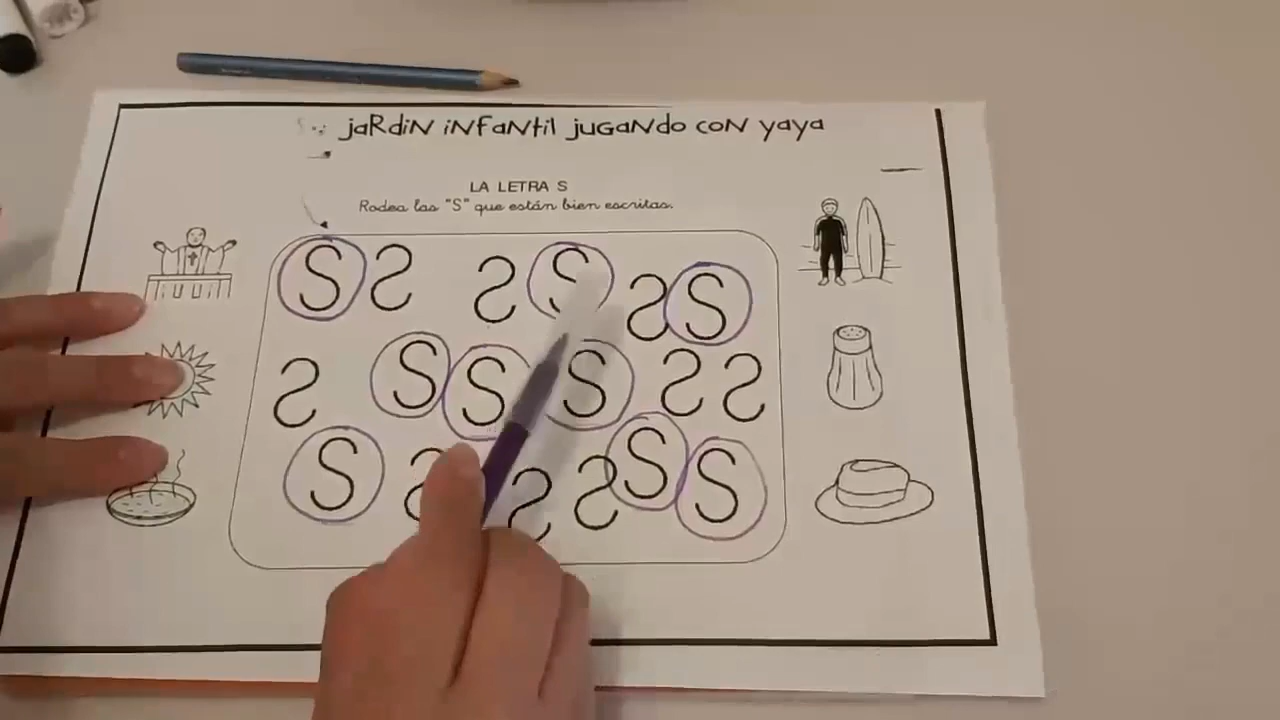 jaRdiN iNfaNtil jugaNdo coN yaya
LA LETRA S
Rodea las "S" que están bien escritas.
S Ƨ Ƨ S Ƨ S
Ƨ S S S Ƨ Ƨ
S Ƨ Ƨ Ƨ S S